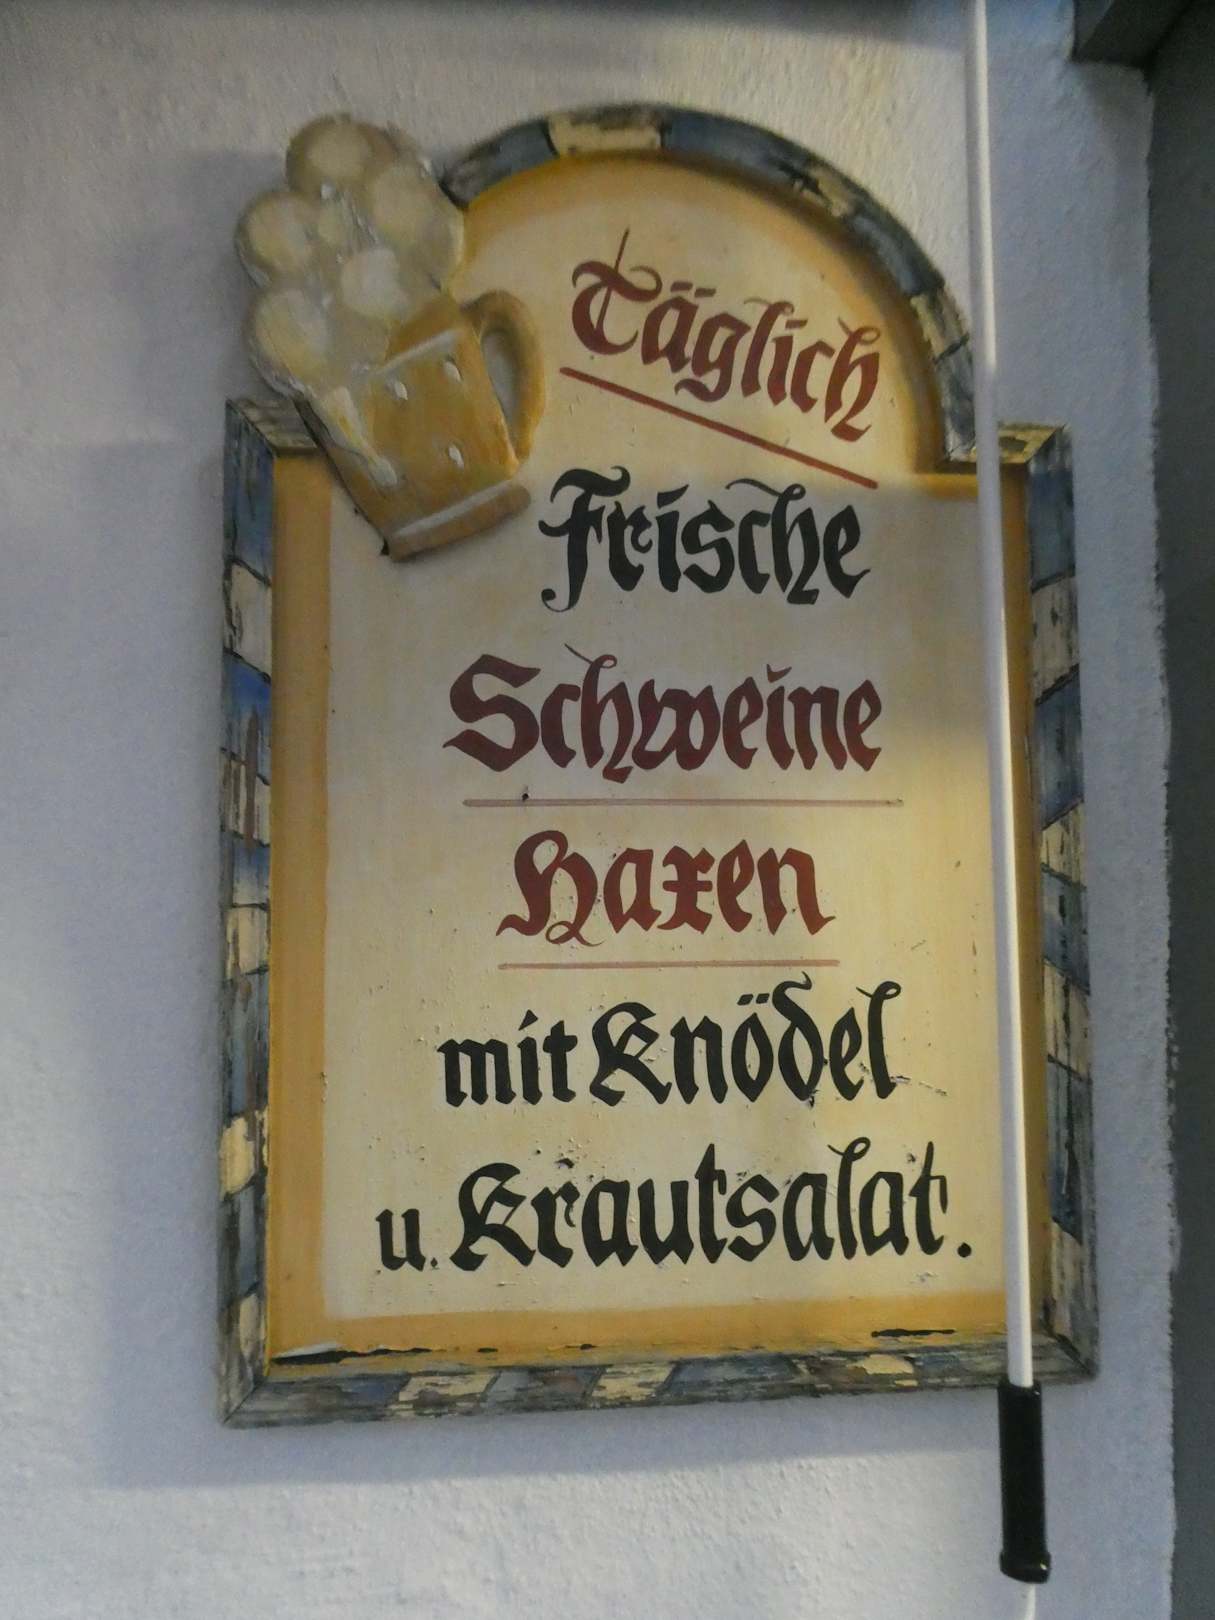 Täglich
Frische
Schweine
Haxen
mit Knödel
u. Krautsalat.